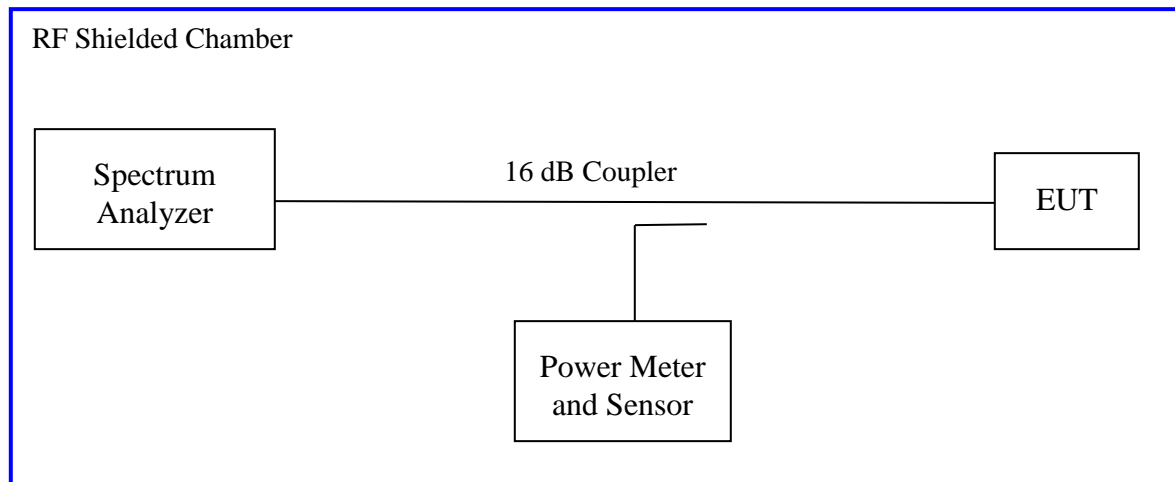 RF Shielded Chamber
Spectrum
Analyzer
16 dB Coupler
EUT
Power Meter
and Sensor